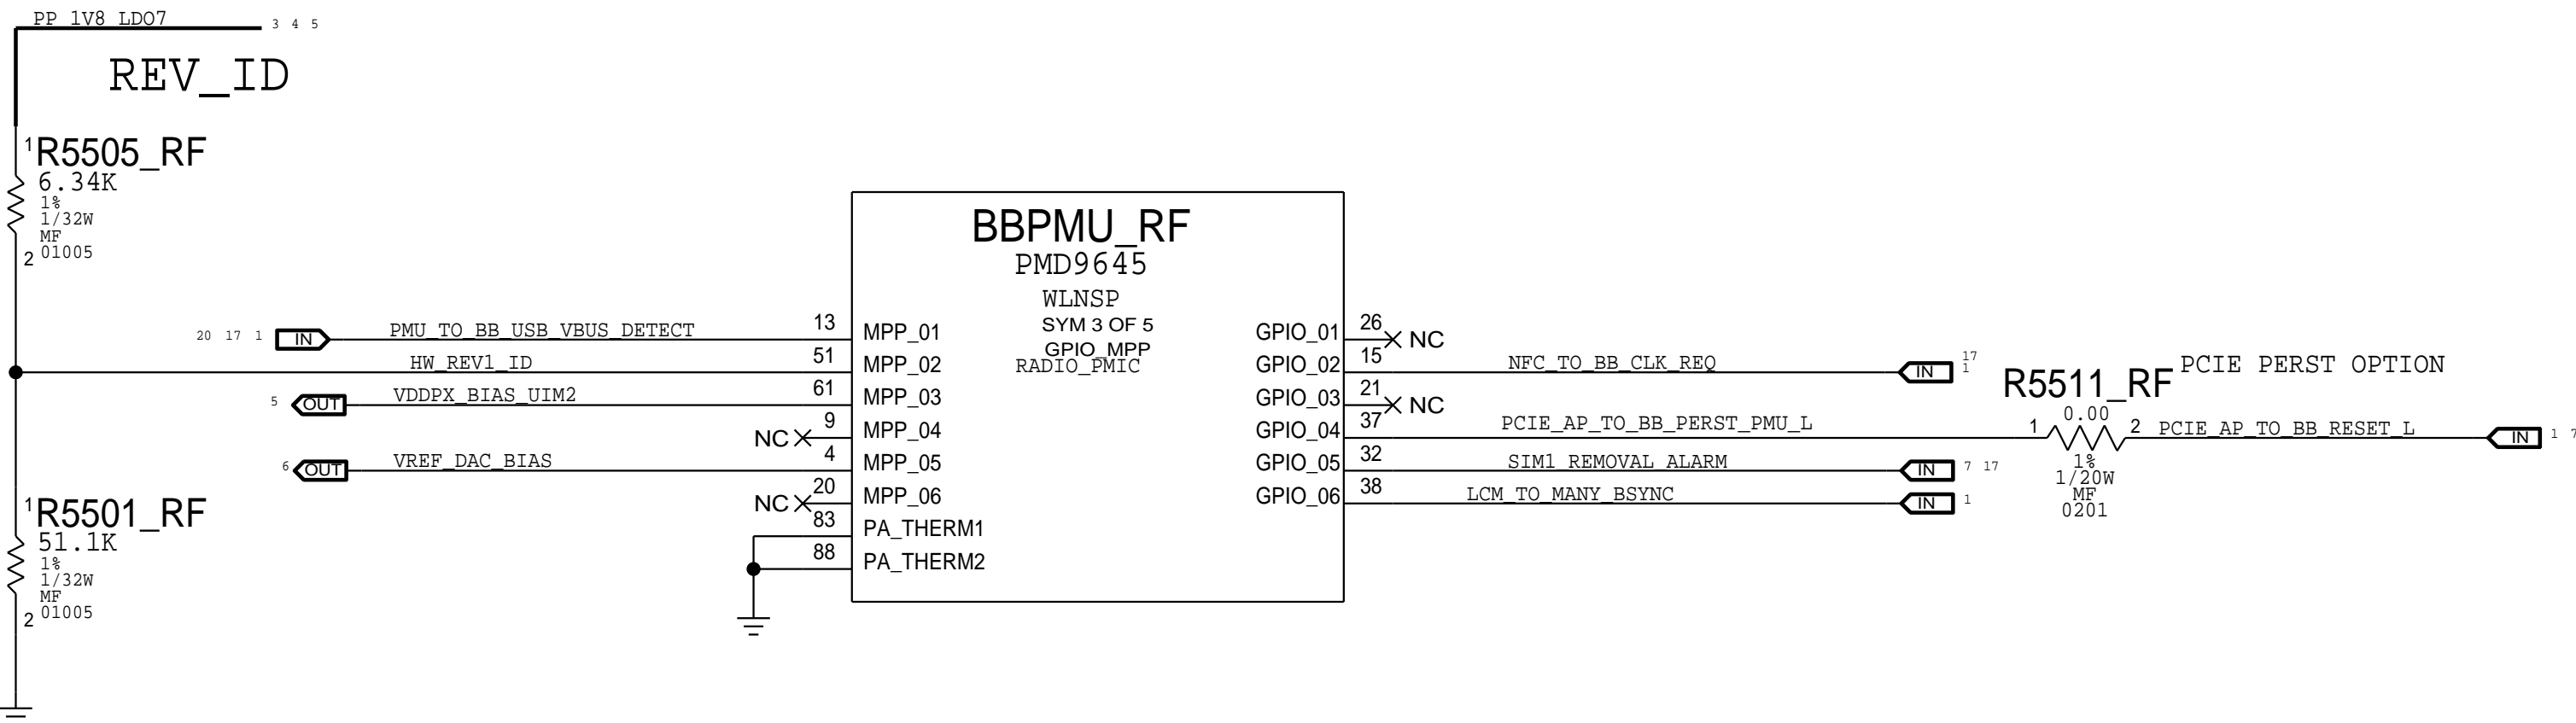 PP_1V8_LDO7 3 4 5
REV_ID
1 R5505_RF
6.34K
1%
1/32W
MF
2 01005
1 R5501_RF
51.1K
1%
1/32W
MF
2 01005
BBPMU_RF
PMD9645
WLNSP
SYM 3 OF 5
GPIO_MPP
RADIO_PMIC
20 17 1 IN PMU_TO_BB_USB_VBUS_DETECT 13 MPP_01
HW_REV1_ID 51 MPP_02
5 OUT VDDPX_BIAS_UIM2 61 MPP_03
NC 9 MPP_04
6 OUT VREF_DAC_BIAS 4 MPP_05
NC 20 MPP_06
83 PA_THERM1
88 PA_THERM2
GPIO_01 26 NC
GPIO_02 15 NFC_TO_BB_CLK_REQ IN 17 1
GPIO_03 21 NC
GPIO_04 37 PCIE_AP_TO_BB_PERST_PMU_L
GPIO_05 32 SIM1_REMOVAL_ALARM IN 7 17
GPIO_06 38 LCM_TO_MANY_BSYNC IN 1
PCIE PERST OPTION
R5511_RF
0.00
1 2 PCIE_AP_TO_BB_RESET_L IN 1 7
1%
1/20W
MF
0201